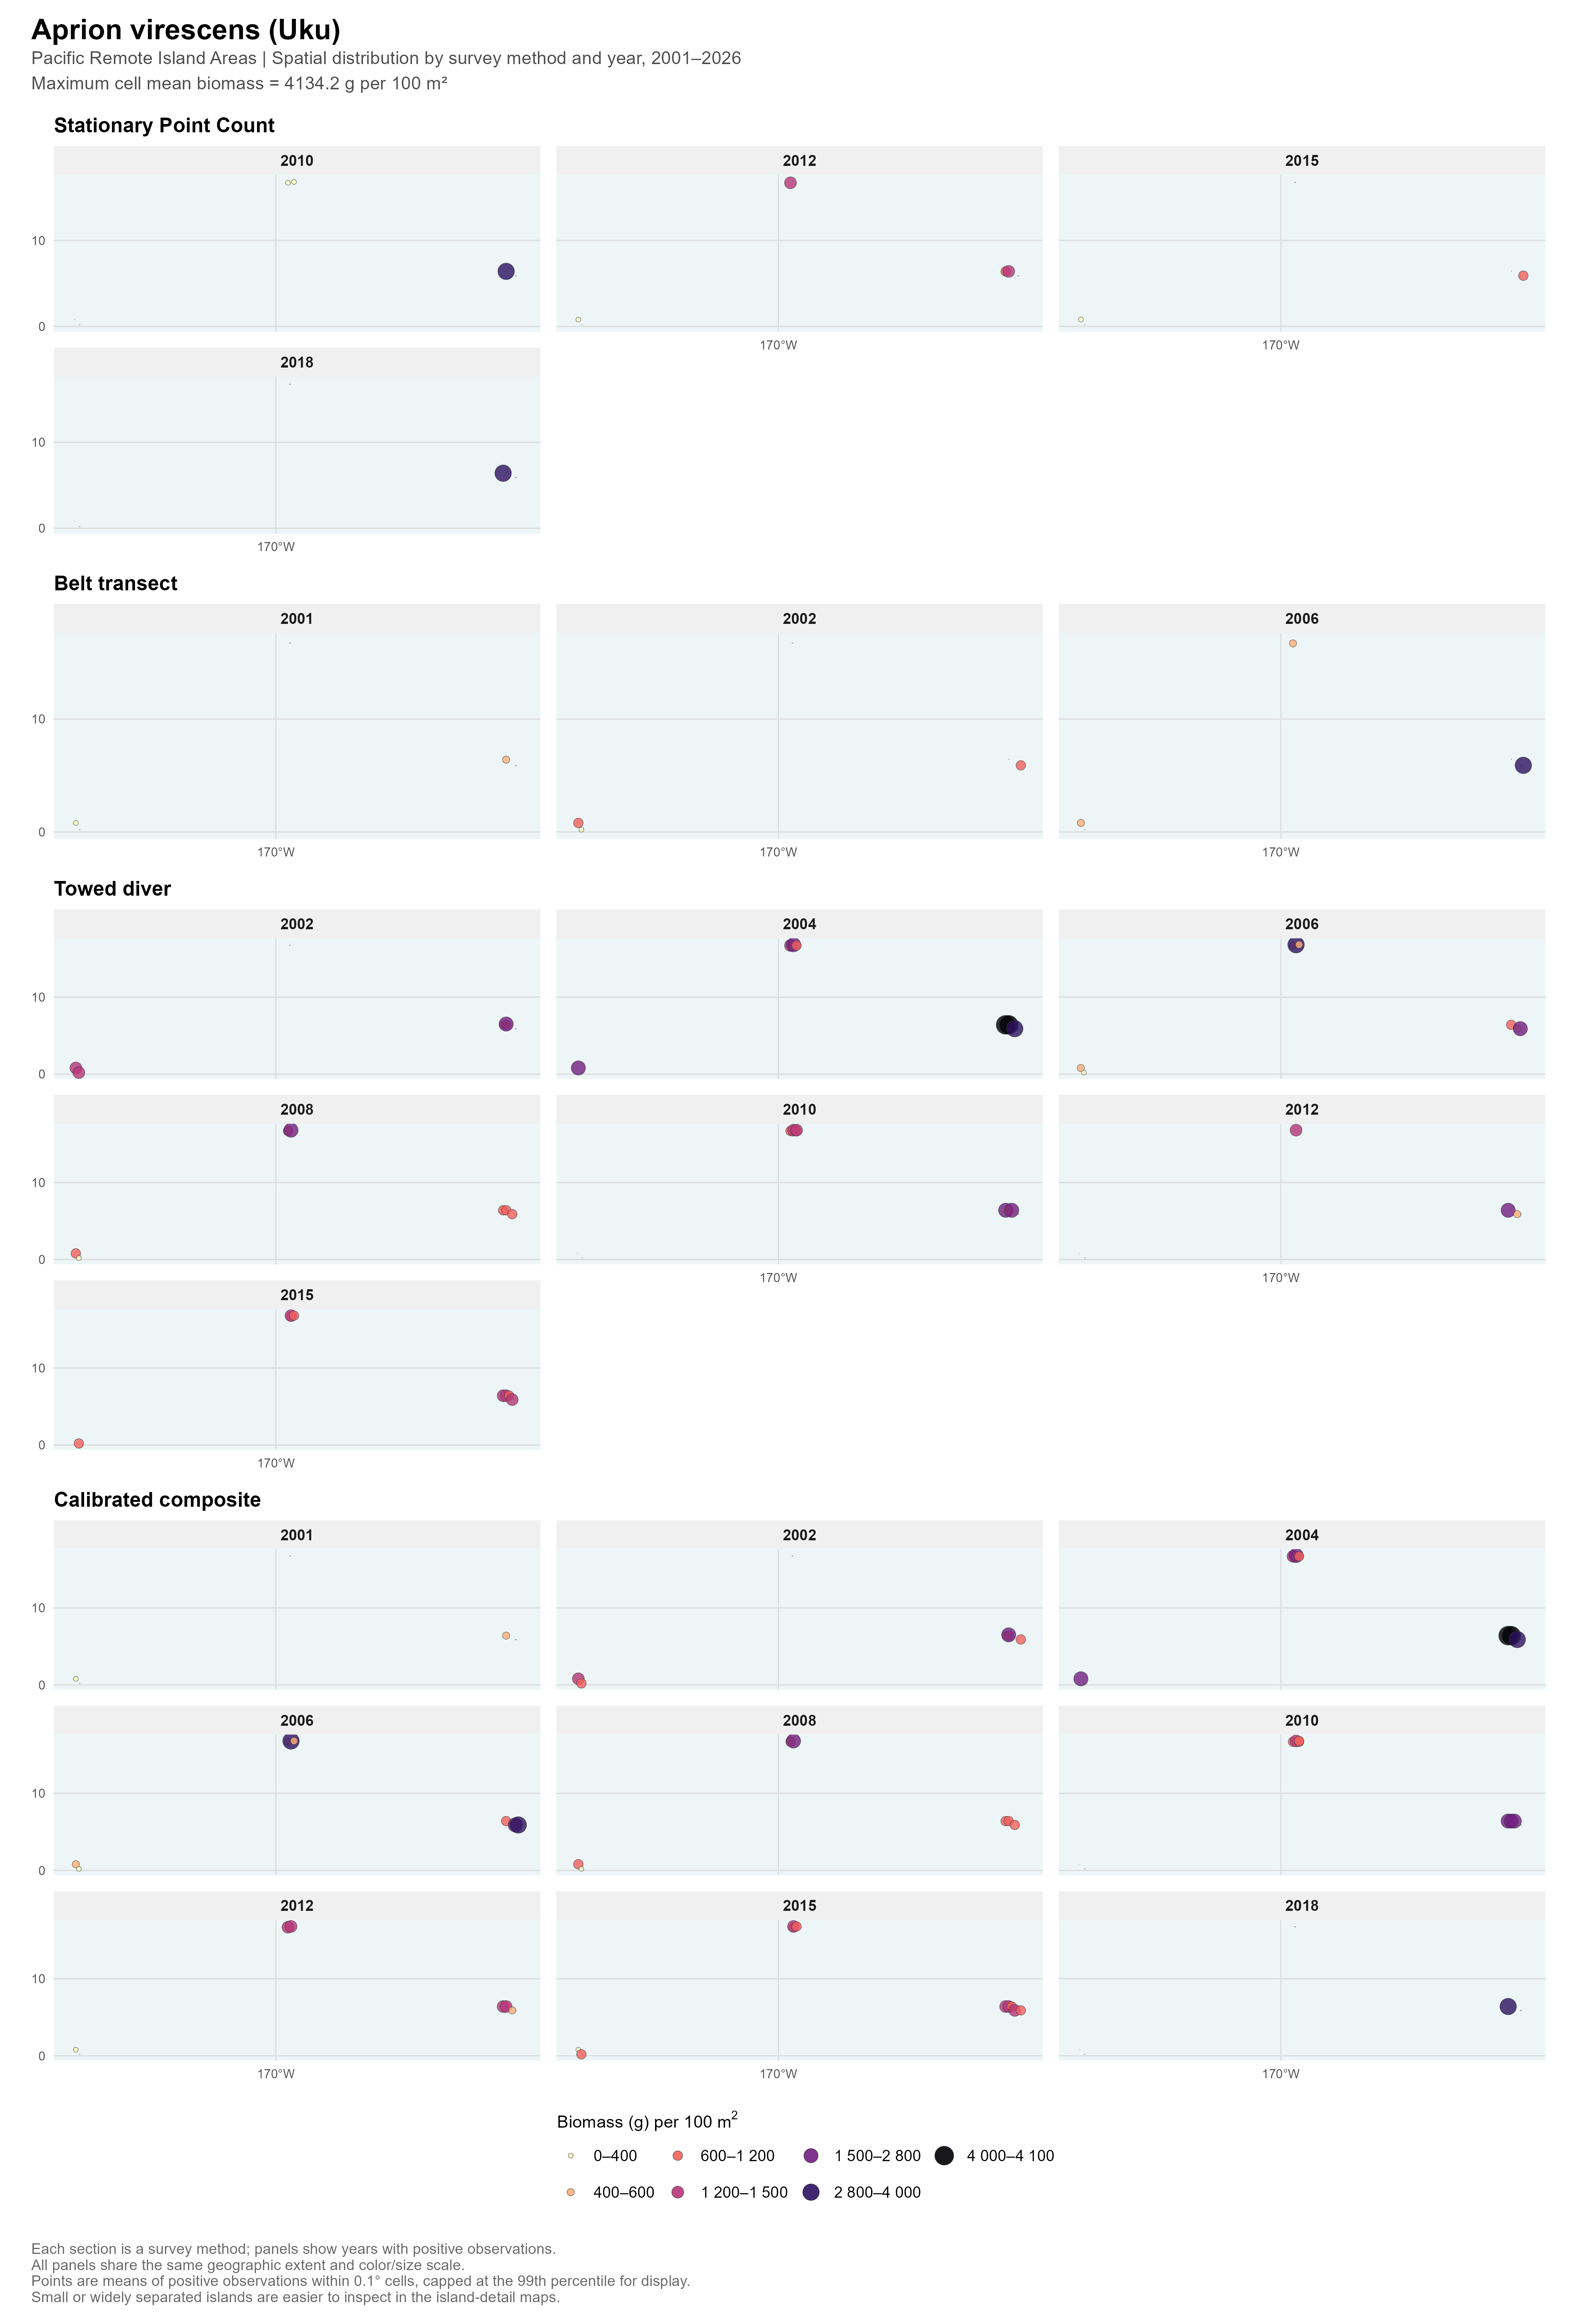 Aprion virescens (Uku)
Pacific Remote Island Areas | Spatial distribution by survey method and year, 2001–2026
Maximum cell mean biomass = 4134.2 g per 100 m²
Stationary Point Count
2010 2012 2015
10
0
170°W 170°W
2018
10
0
170°W
Belt transect
2001 2002 2006
10
0
170°W 170°W 170°W
Towed diver
2002 2004 2006
10
0
2008 2010 2012
10
0
170°W 170°W
2015
10
0
170°W
Calibrated composite
2001 2002 2004
10
0
2006 2008 2010
10
0
2012 2015 2018
10
0
170°W 170°W 170°W
Biomass (g) per 100 m²
0–400 600–1 200 1 500–2 800 4 000–4 100
400–600 1 200–1 500 2 800–4 000
Each section is a survey method; panels show years with positive observations.
All panels share the same geographic extent and color/size scale.
Points are means of positive observations within 0.1° cells, capped at the 99th percentile for display.
Small or widely separated islands are easier to inspect in the island-detail maps.